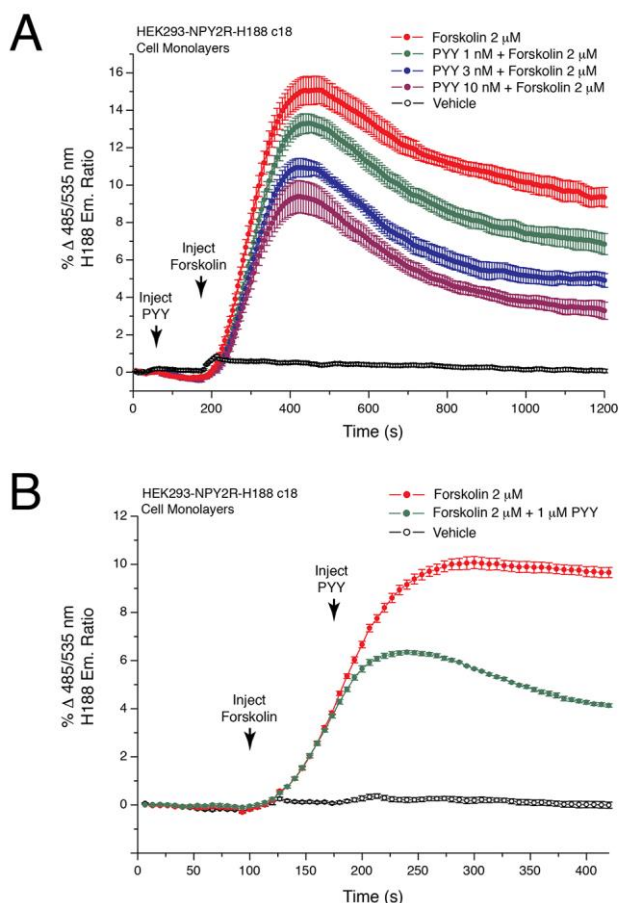 A
HEK293-NPY2R-H188 c18
Cell Monolayers
Forskolin 2 μM
PYY 1 nM + Forskolin 2 μM
PYY 3 nM + Forskolin 2 μM
PYY 10 nM + Forskolin 2 μM
Vehicle
16
14
12
10
8
6
4
2
0
% Δ 485/535 nm
H188 Em. Ratio
Inject
PYY
Inject
Forskolin
0 200 400 600 800 1000 1200
Time (s)
B
HEK293-NPY2R-H188 c18
Cell Monolayers
Forskolin 2 μM
Forskolin 2 μM + 1 μM PYY
Vehicle
12
10
8
6
4
2
0
% Δ 485/535 nm
H188 Em. Ratio
Inject
Forskolin
Inject
PYY
0 50 100 150 200 250 300 350 400
Time (s)